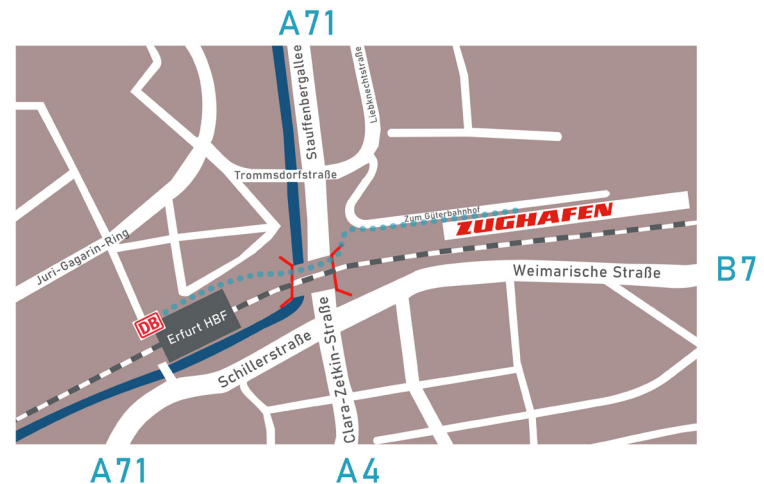 A71
Stauffenbergallee
Liebknechtstraße
Trommsdorfstraße
Zum Güterbahnhof
ZUGHAFEN
Juri-Gagarin-Ring
Weimarische Straße
B7
DB
Erfurt HBF
Schillerstraße
Clara-Zetkin-Straße
A71
A4